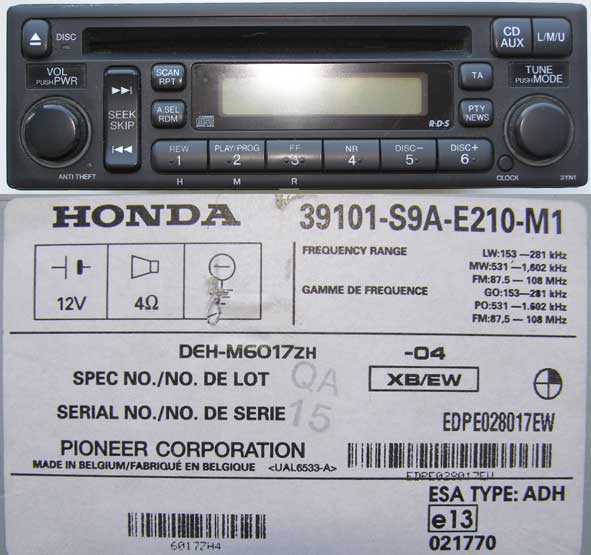 DISC
CD AUX
L/M/U
VOL
PUSH PWR
SCAN
RPT
TA
TUNE
PUSH MODE
SEEK
SKIP
A.SEL
RDM
PTY
NEWS
R·D·S
REW
1
PLAY/PROG
2
FF
3
NR
4
DISC−
5
DISC+
6
ANTI THEFT
H
M
R
CLOCK
HONDA
39101-S9A-E210-M1
12V
4Ω
FREQUENCY RANGE
LW:153—281 kHz
MW:531—1,602 kHz
FM:87.5— 108 MHz
GAMME DE FREQUENCE
GO:153—281 kHz
PO:531—1.602 kHz
FM:87,5— 108 MHz
DEH-M6017ZH
-04
SPEC NO./NO. DE LOT
QA
XB/EW
SERIAL NO./NO. DE SERIE
15
EDPE028017EW
PIONEER CORPORATION
MADE IN BELGIUM/FABRIQUÉ EN BELGIQUE
<UAL6533-A>
EDPE028017EW
ESA TYPE: ADH
e13
021770
6017ZH4